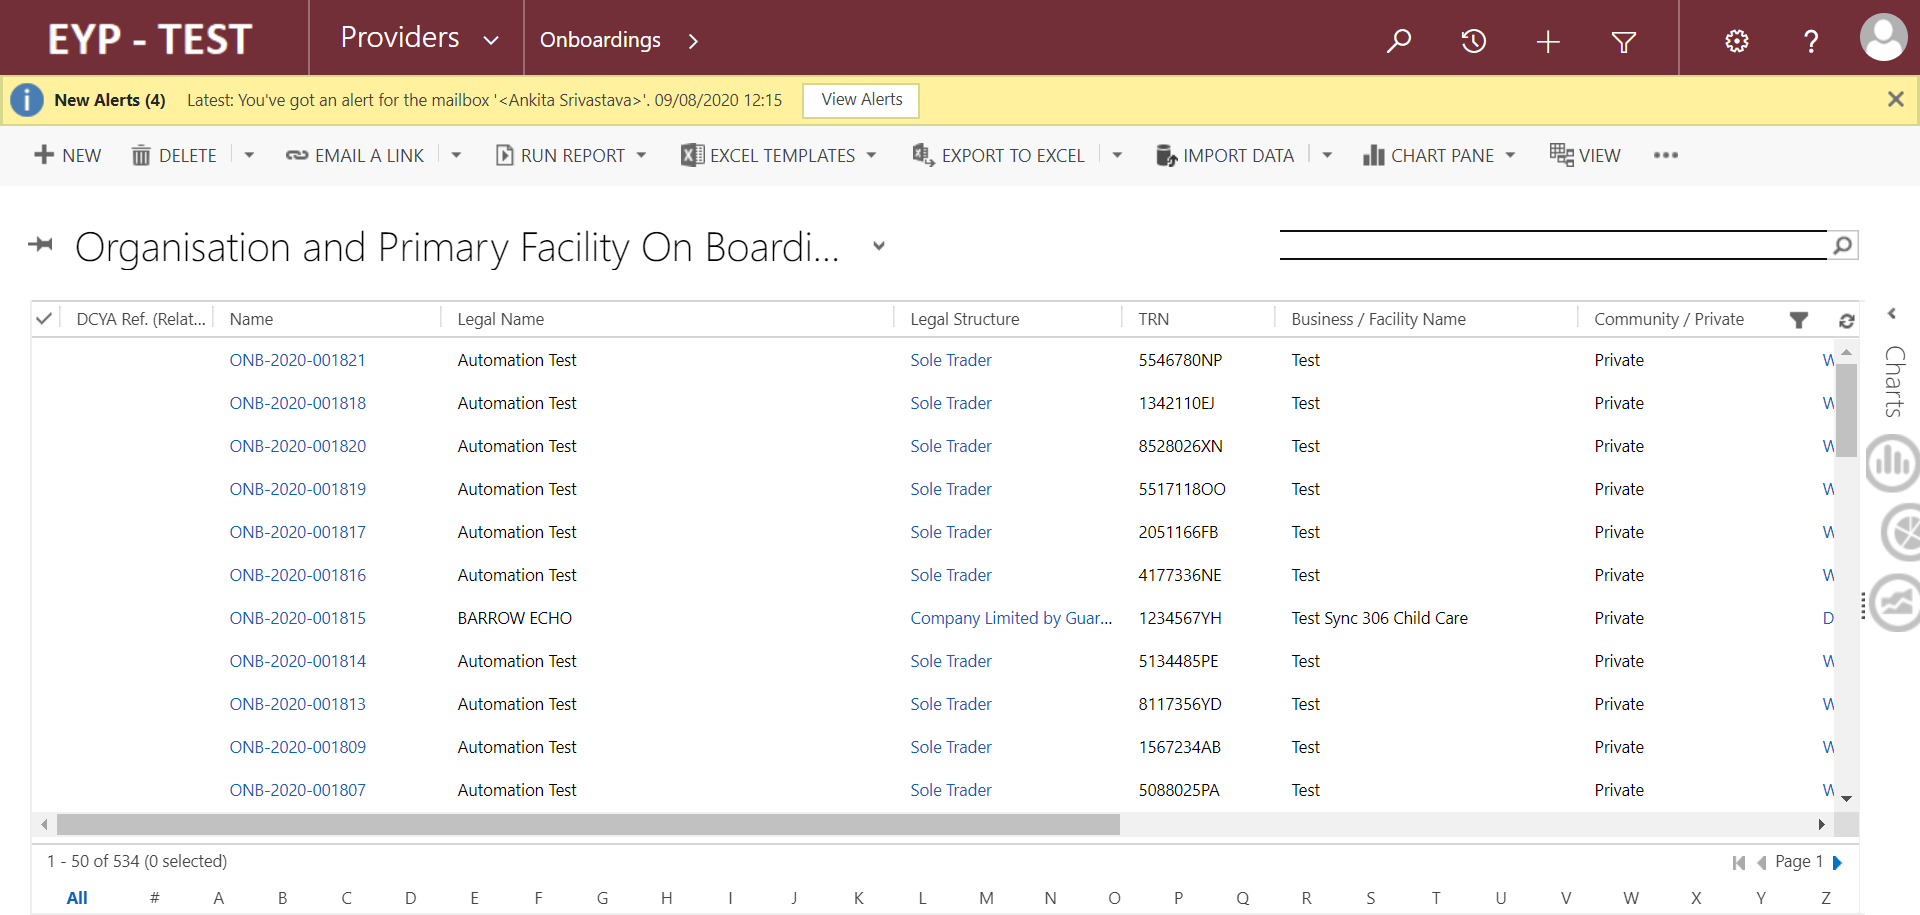 EYP - TEST Providers Onboardings
New Alerts (4) Latest: You've got an alert for the mailbox '<Ankita Srivastava>'. 09/08/2020 12:15 View Alerts
NEW DELETE EMAIL A LINK RUN REPORT EXCEL TEMPLATES EXPORT TO EXCEL IMPORT DATA CHART PANE VIEW
Organisation and Primary Facility On Boardi...
DCYA Ref. (Relat... Name Legal Name Legal Structure TRN Business / Facility Name Community / Private
ONB-2020-001821 Automation Test Sole Trader 5546780NP Test Private W
ONB-2020-001818 Automation Test Sole Trader 1342110EJ Test Private W
ONB-2020-001820 Automation Test Sole Trader 8528026XN Test Private W
ONB-2020-001819 Automation Test Sole Trader 5517118OO Test Private W
ONB-2020-001817 Automation Test Sole Trader 2051166FB Test Private W
ONB-2020-001816 Automation Test Sole Trader 4177336NE Test Private W
ONB-2020-001815 BARROW ECHO Company Limited by Guar... 1234567YH Test Sync 306 Child Care Private D
ONB-2020-001814 Automation Test Sole Trader 5134485PE Test Private W
ONB-2020-001813 Automation Test Sole Trader 8117356YD Test Private W
ONB-2020-001809 Automation Test Sole Trader 1567234AB Test Private W
ONB-2020-001807 Automation Test Sole Trader 5088025PA Test Private W
Charts
1 - 50 of 534 (0 selected) Page 1
All # A B C D E F G H I J K L M N O P Q R S T U V W X Y Z